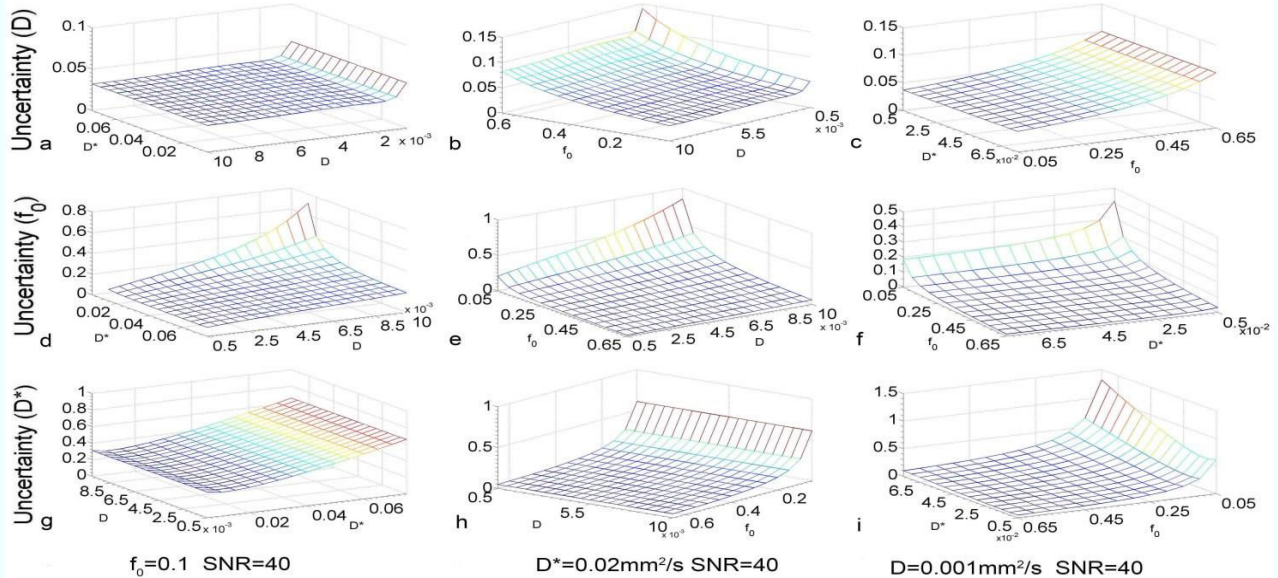 Uncertainty (D)
0.1
0.05
0
0.06
0.04
0.02
D*
10 8 6 4 2 x 10⁻³
D
a
0.15
0.1
0.05
0
0.6
0.4
0.2
f₀
10
5.5
0.5
x 10⁻³
D
b
0.15
0.1
0.05
0
0.5
2.5
4.5
6.5x10⁻²
D*
0.05
0.25
0.45
0.65
f₀
c
Uncertainty (f₀)
0.8
0.6
0.4
0.2
0
0.02
0.04
0.06
D*
0.5
2.5
4.5
6.5
8.5
10
x 10⁻³
D
d
1
0.5
0
0.05
0.25
0.45
0.65
f₀
0.5
2.5
4.5
6.5
8.5
10
x 10⁻³
D
e
0.5
0.4
0.3
0.2
0.1
0
0.05
0.25
0.45
0.65
f₀
6.5
4.5
2.5
0.5
x10⁻²
D*
f
Uncertainty (D*)
1
0.8
0.6
0.4
0.2
0
8.5
6.5
4.5
2.5
0.5 x 10⁻³
D
0.02
0.04
0.06
D*
g
1
0.5
0
0.5
5.5
10
x 10⁻³
D
0.6
0.4
0.2
f₀
h
1.5
1
0.5
0
6.5
4.5
2.5
0.5
x10⁻²
D*
0.65
0.45
0.25
0.05
f₀
i
f₀=0.1 SNR=40
D*=0.02mm²/s SNR=40
D=0.001mm²/s SNR=40